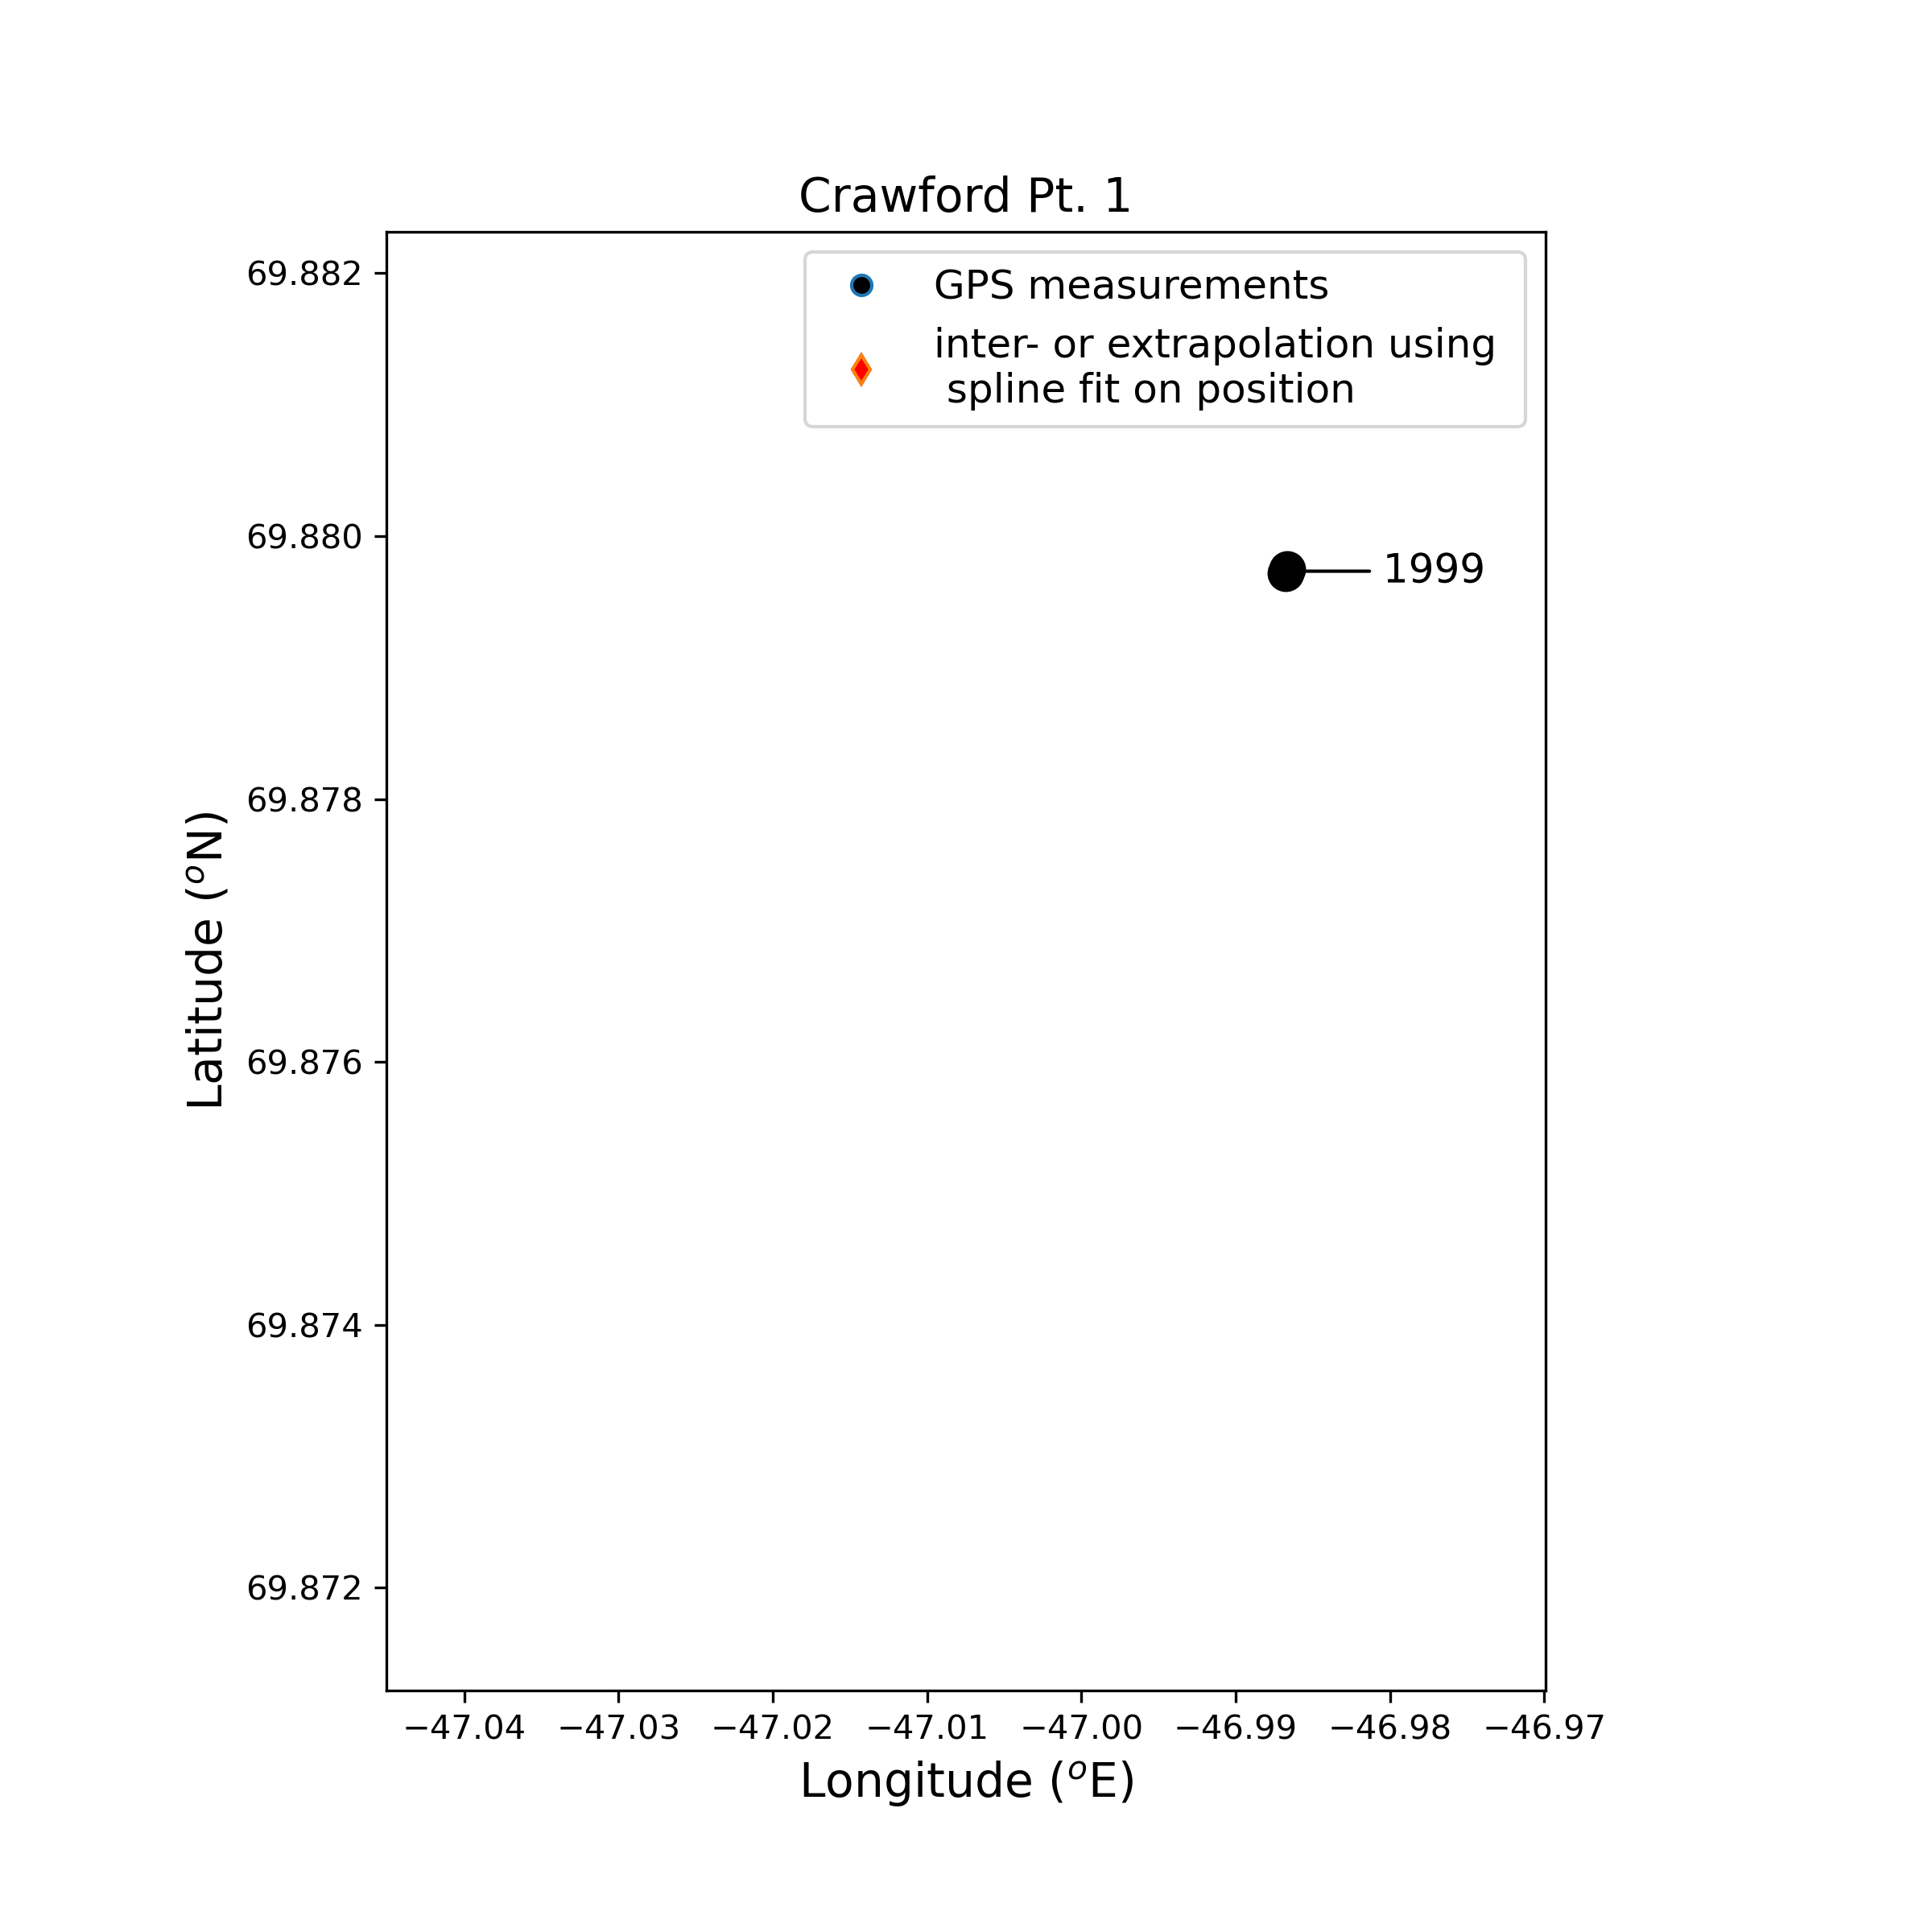 Crawford Pt. 1
GPS measurements
inter- or extrapolation using
spline fit on position
1999
69.882
69.880
69.878
69.876
69.874
69.872
Latitude (°N)
−47.04 −47.03 −47.02 −47.01 −47.00 −46.99 −46.98 −46.97
Longitude (°E)